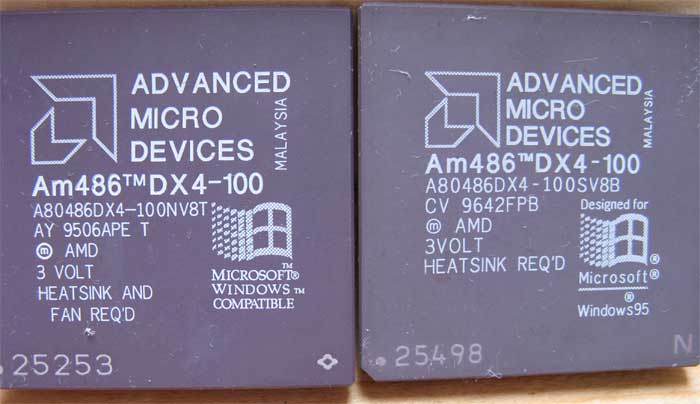 ADVANCED
MICRO
DEVICES
MALAYSIA
Am486™DX4-100
A80486DX4-100NV8T
AY 9506APE T
ⓜ AMD
3 VOLT
HEATSINK AND
FAN REQ'D
™
MICROSOFT®
WINDOWS™
COMPATIBLE
25253
ADVANCED
MICRO
DEVICES
MALAYSIA
Am486™DX4-100
A80486DX4-100SV8B
CV 9642FPB
ⓜ AMD
3VOLT
HEATSINK REQ'D
Designed for
®
Microsoft®
®
Windows95
25498
N